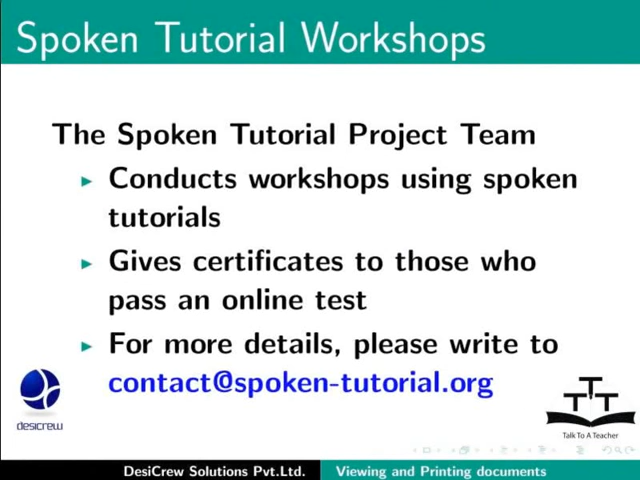 Spoken Tutorial Workshops
The Spoken Tutorial Project Team
Conducts workshops using spoken
tutorials
Gives certificates to those who
pass an online test
For more details, please write to
contact@spoken-tutorial.org
desicrew
Talk To A Teacher
DesiCrew Solutions Pvt.Ltd.
Viewing and Printing documents